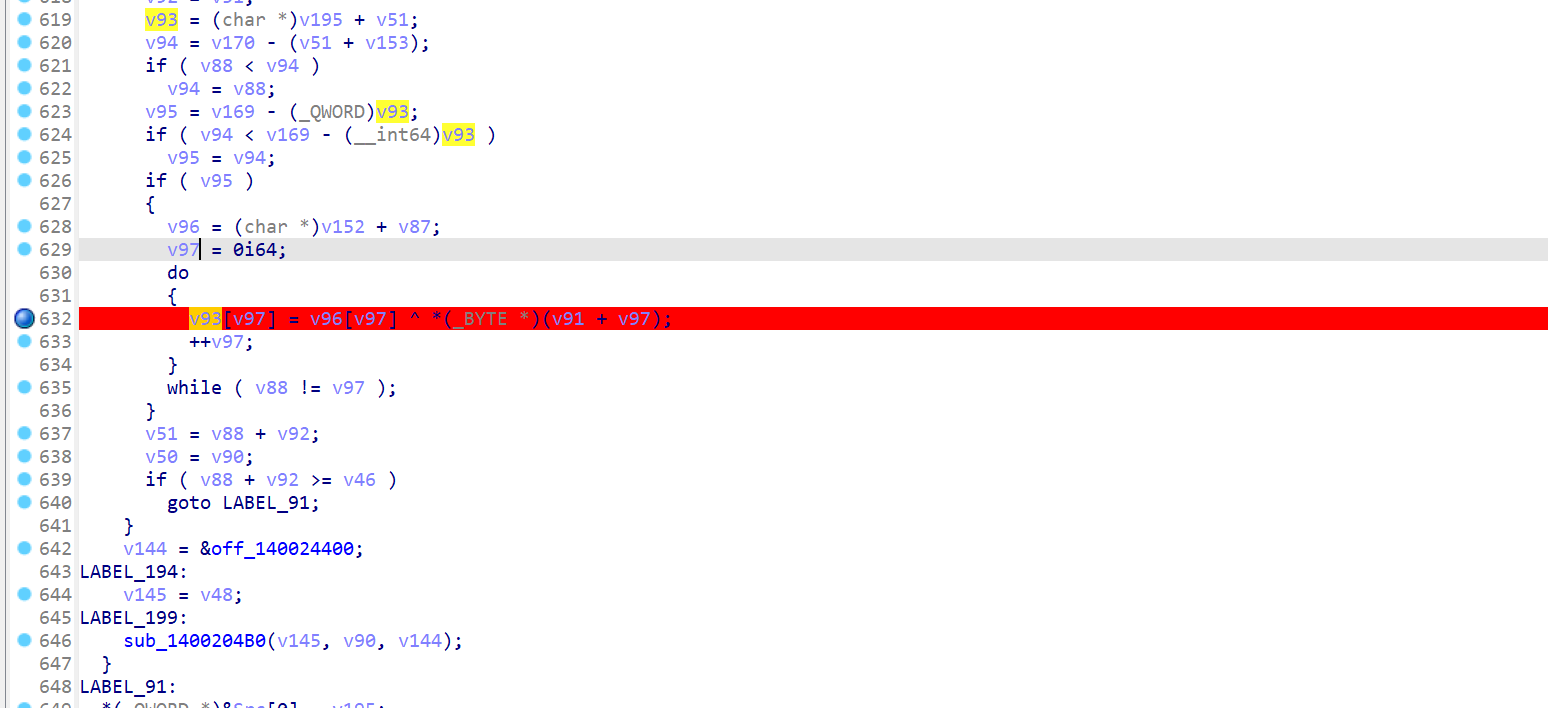 619 v93 = (char *)v195 + v51;
620 v94 = v170 - (v51 + v153);
621 if ( v88 < v94 )
622 v94 = v88;
623 v95 = v169 - (_QWORD)v93;
624 if ( v94 < v169 - (__int64)v93 )
625 v95 = v94;
626 if ( v95 )
627 {
628 v96 = (char *)v152 + v87;
629 v97 = 0i64;
630 do
631 {
632 v93[v97] = v96[v97] ^ *(_BYTE *)(v91 + v97);
633 ++v97;
634 }
635 while ( v88 != v97 );
636 }
637 v51 = v88 + v92;
638 v50 = v90;
639 if ( v88 + v92 >= v46 )
640 goto LABEL_91;
641 }
642 v144 = &off_140024400;
643 LABEL_194:
644 v145 = v48;
645 LABEL_199:
646 sub_1400204B0(v145, v90, v144);
647 }
648 LABEL_91: